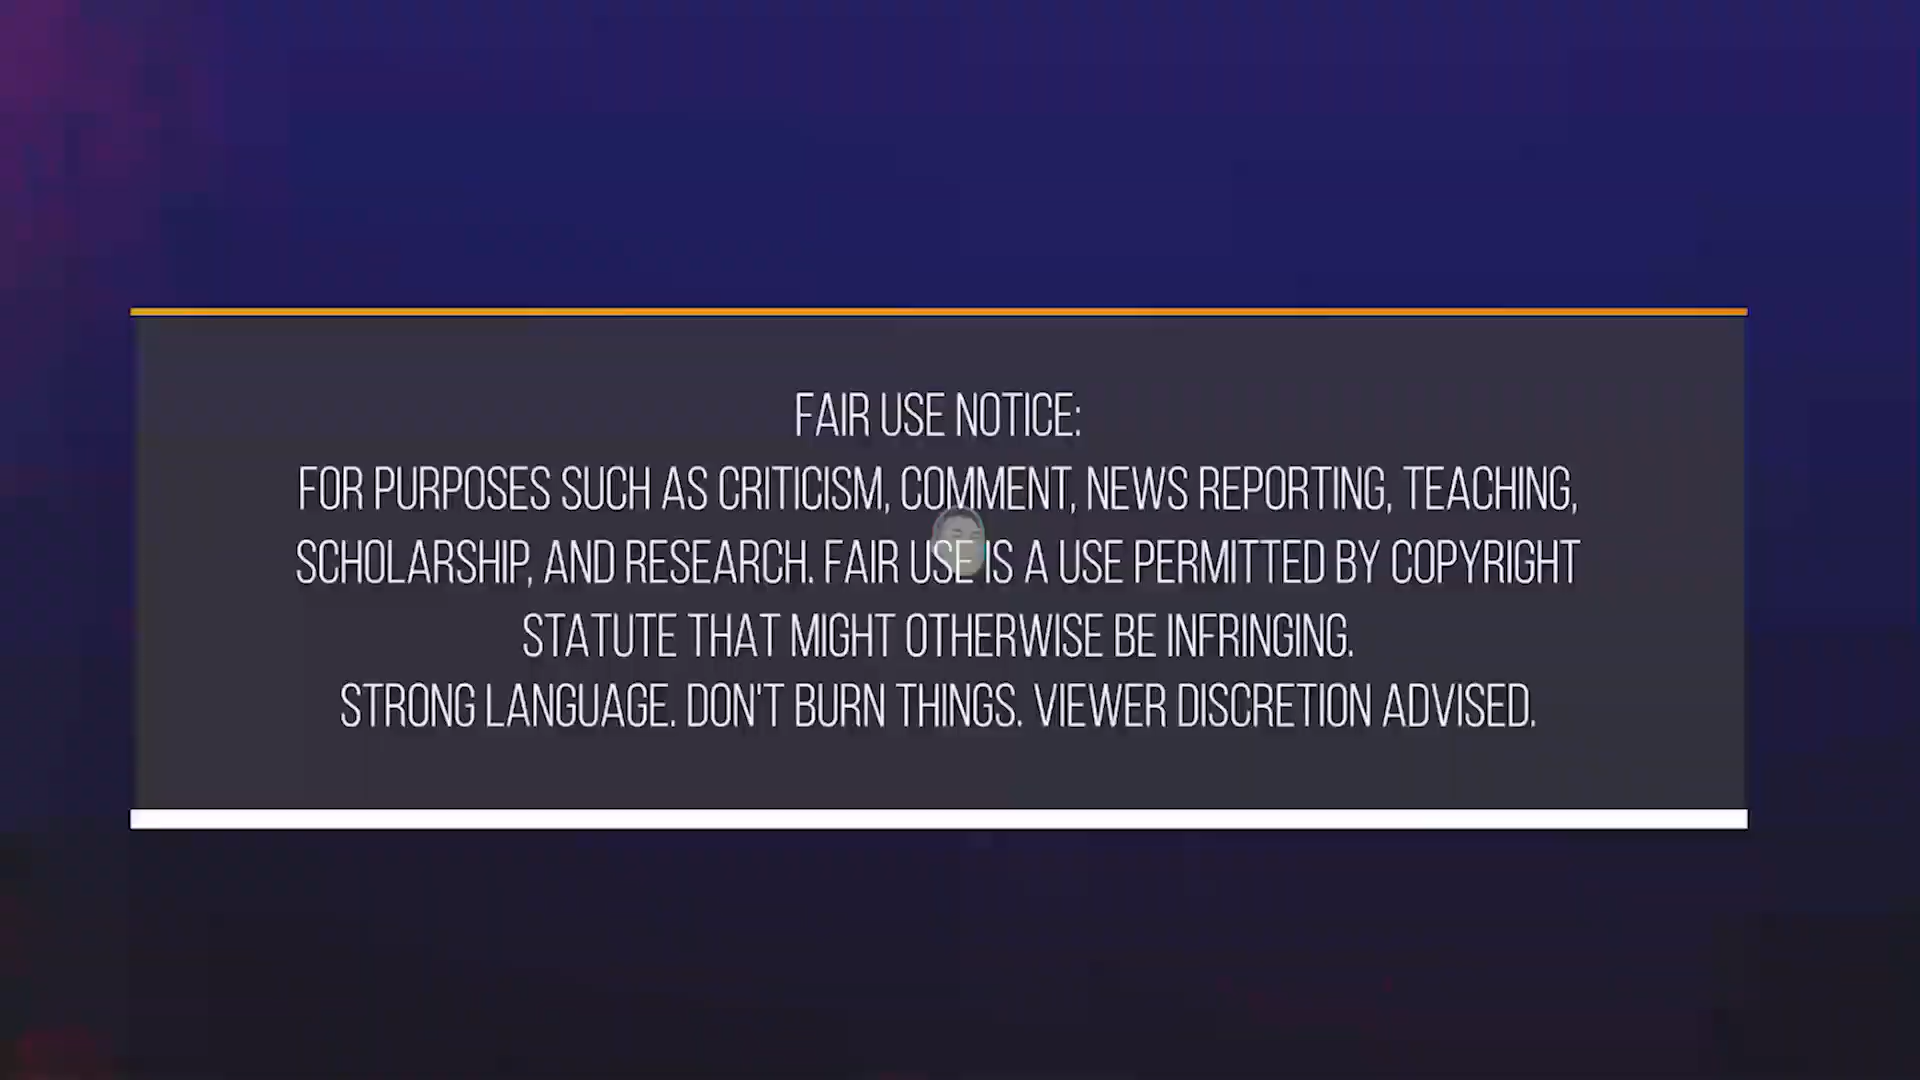 FAIR USE NOTICE:
FOR PURPOSES SUCH AS CRITICISM, COMMENT, NEWS REPORTING, TEACHING,
SCHOLARSHIP, AND RESEARCH. FAIR USE IS A USE PERMITTED BY COPYRIGHT
STATUTE THAT MIGHT OTHERWISE BE INFRINGING.
STRONG LANGUAGE. DON'T BURN THINGS. VIEWER DISCRETION ADVISED.